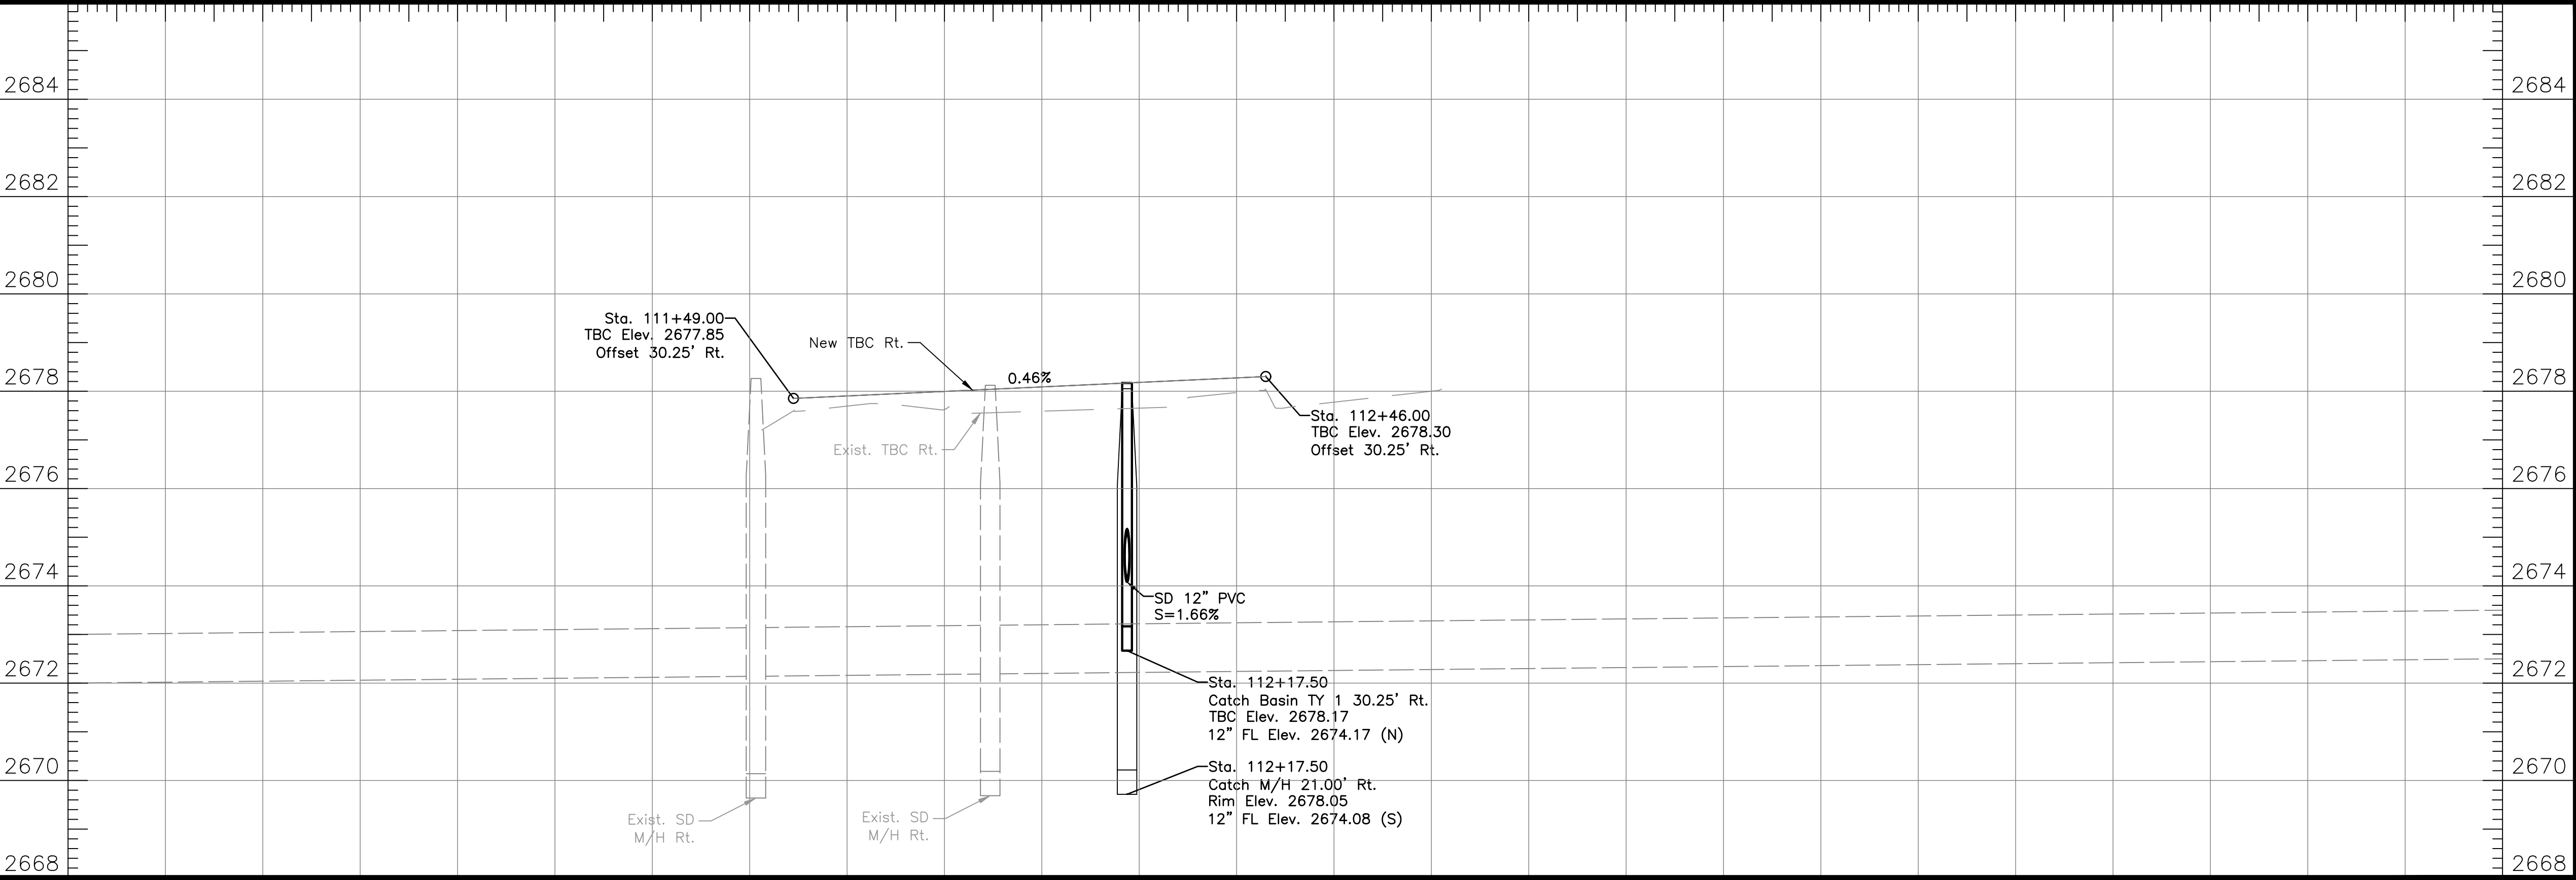 2684
2684
2682
2682
2680
2680
Sta. 111+49.00
TBC Elev. 2677.85
Offset 30.25' Rt.
New TBC Rt.
0.46%
2678
2678
Sta. 112+46.00
TBC Elev. 2678.30
Offset 30.25' Rt.
Exist. TBC Rt.
2676
2676
2674
2674
SD 12" PVC
S=1.66%
2672
2672
Sta. 112+17.50
Catch Basin TY 1 30.25' Rt.
TBC Elev. 2678.17
12" FL Elev. 2674.17 (N)
2670
2670
Sta. 112+17.50
Catch M/H 21.00' Rt.
Rim Elev. 2678.05
12" FL Elev. 2674.08 (S)
Exist. SD
M/H Rt.
Exist. SD
M/H Rt.
2668
2668